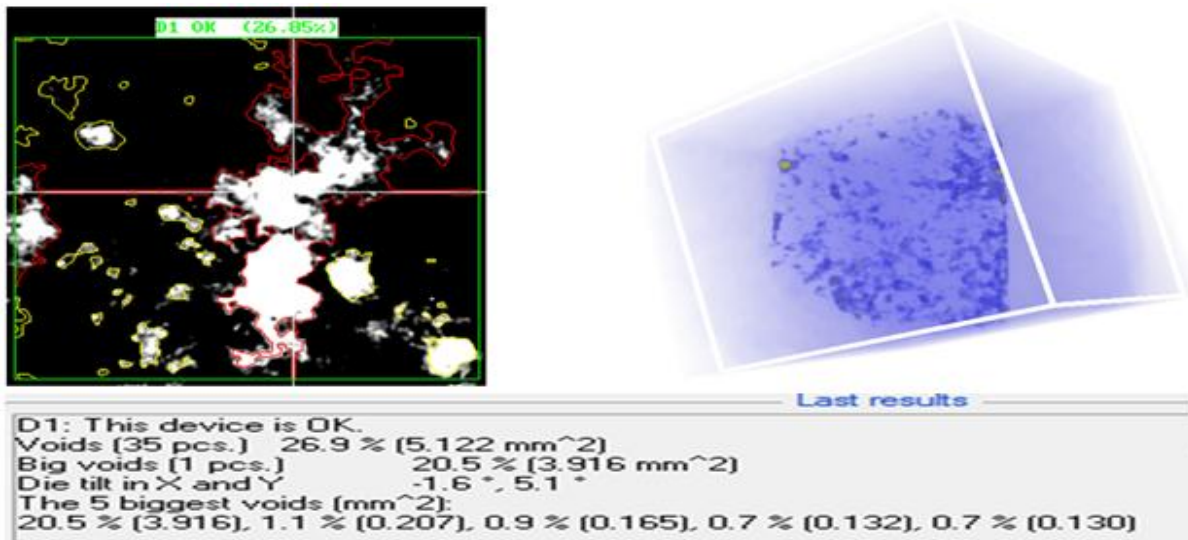 D1 OK (26.85%)
Last results
D1: This device is OK.
Voids (35 pcs.) 26.9 % (5.122 mm^2)
Big voids (1 pcs.) 20.5 % (3.916 mm^2)
Die tilt in X and Y -1.6 °, 5.1 °
The 5 biggest voids (mm^2):
20.5 % (3.916), 1.1 % (0.207), 0.9 % (0.165), 0.7 % (0.132), 0.7 % (0.130)